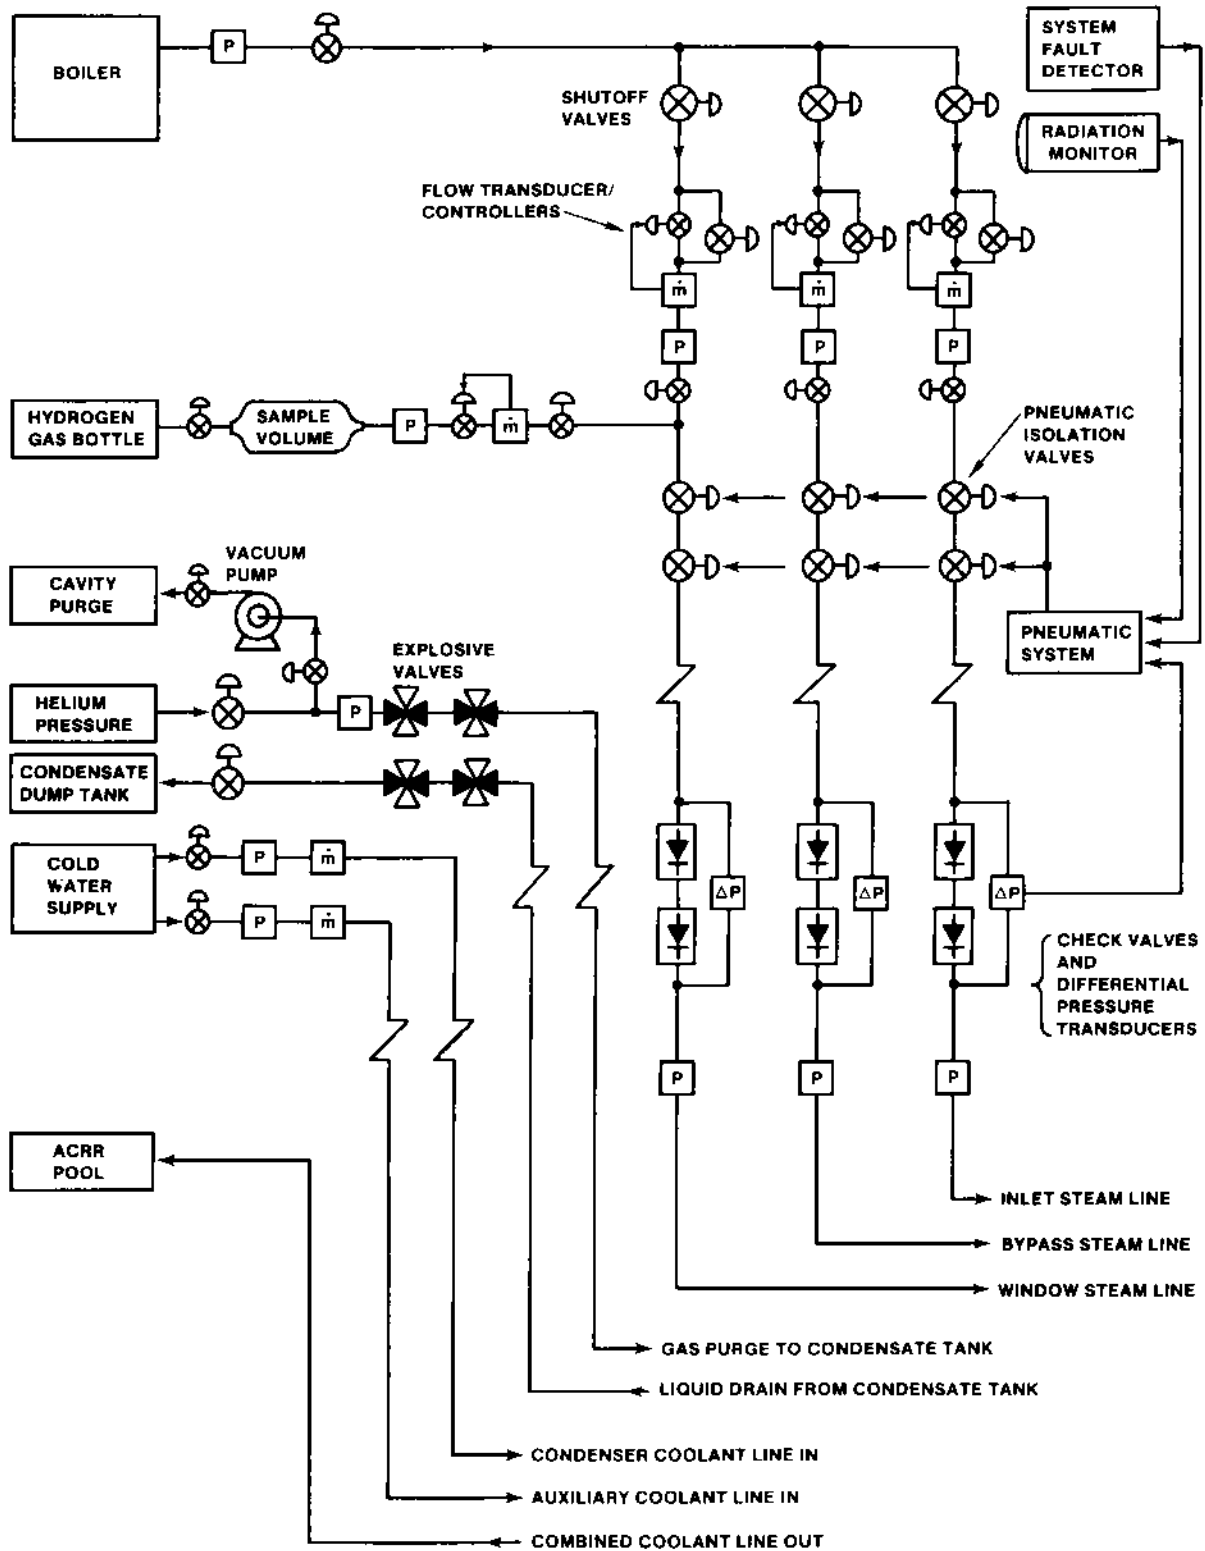 BOILER
P
SYSTEM
FAULT
DETECTOR
SHUTOFF
VALVES
RADIATION
MONITOR
FLOW TRANSDUCER/
CONTROLLERS
ṁ
ṁ
ṁ
P
P
P
HYDROGEN
GAS BOTTLE
SAMPLE
VOLUME
P
ṁ
PNEUMATIC
ISOLATION
VALVES
CAVITY
PURGE
VACUUM
PUMP
PNEUMATIC
SYSTEM
EXPLOSIVE
VALVES
HELIUM
PRESSURE
P
CONDENSATE
DUMP TANK
COLD
WATER
SUPPLY
P
ṁ
P
ṁ
ΔP
ΔP
ΔP
CHECK VALVES
AND
DIFFERENTIAL
PRESSURE
TRANSDUCERS
P
P
P
ACRR
POOL
INLET STEAM LINE
BYPASS STEAM LINE
WINDOW STEAM LINE
GAS PURGE TO CONDENSATE TANK
LIQUID DRAIN FROM CONDENSATE TANK
CONDENSER COOLANT LINE IN
AUXILIARY COOLANT LINE IN
COMBINED COOLANT LINE OUT